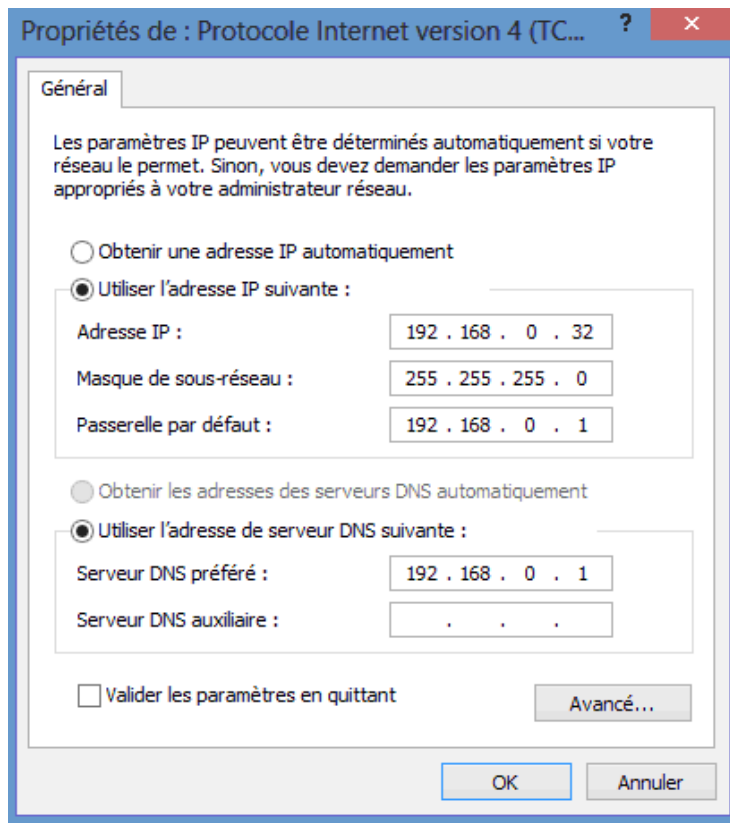 Propriétés de : Protocole Internet version 4 (TC...
?
×
Général
Les paramètres IP peuvent être déterminés automatiquement si votre
réseau le permet. Sinon, vous devez demander les paramètres IP
appropriés à votre administrateur réseau.
Obtenir une adresse IP automatiquement
Utiliser l'adresse IP suivante :
Adresse IP : 192 . 168 . 0 . 32
Masque de sous-réseau : 255 . 255 . 255 . 0
Passerelle par défaut : 192 . 168 . 0 . 1
Obtenir les adresses des serveurs DNS automatiquement
Utiliser l'adresse de serveur DNS suivante :
Serveur DNS préféré : 192 . 168 . 0 . 1
Serveur DNS auxiliaire : . . .
Valider les paramètres en quittant
Avancé...
OK
Annuler